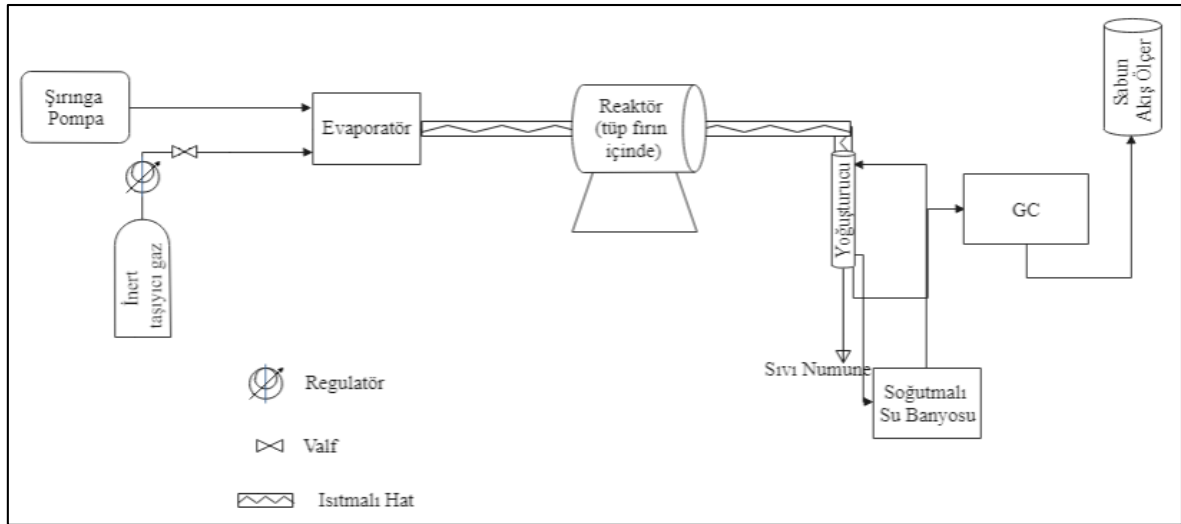 Şırınga
Pompa
Evaporatör
Reaktör
(tüp fırın
içinde)
Yoğuşturucu
GC
Sabun
Akış Ölçer
İnert
taşıyıcı gaz
Sıvı Numune
Soğutmalı
Su Banyosu
Regulatör
Valf
Isıtmalı Hat